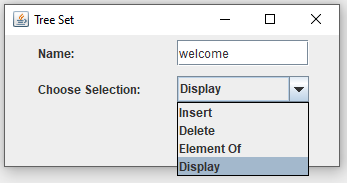 Tree Set
Name: welcome
Choose Selection: Display
Insert
Delete
Element Of
Display